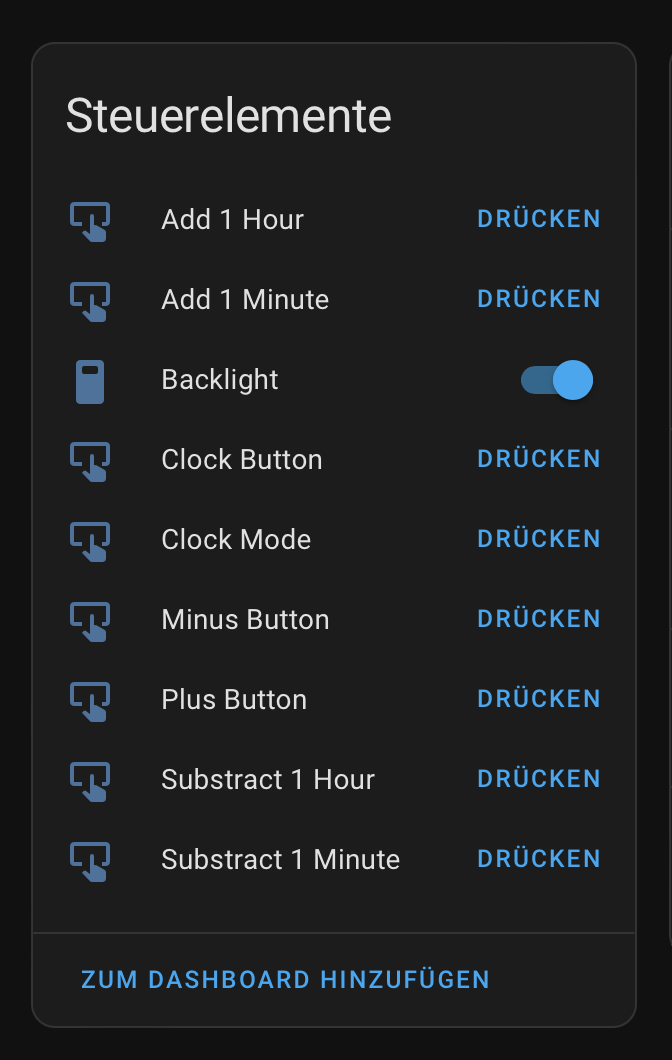 Steuerelemente
Add 1 Hour DRÜCKEN
Add 1 Minute DRÜCKEN
Backlight
Clock Button DRÜCKEN
Clock Mode DRÜCKEN
Minus Button DRÜCKEN
Plus Button DRÜCKEN
Substract 1 Hour DRÜCKEN
Substract 1 Minute DRÜCKEN
ZUM DASHBOARD HINZUFÜGEN